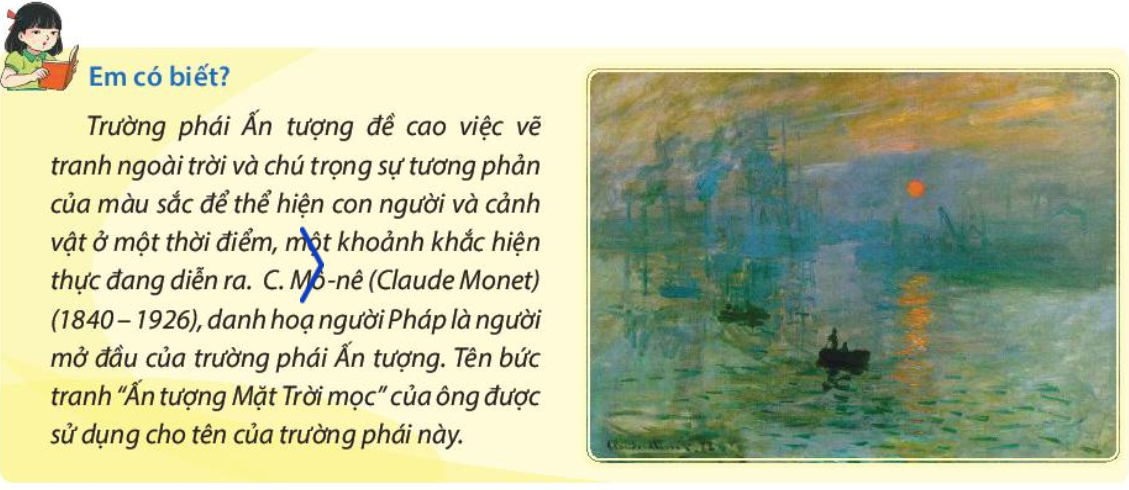 Em có biết?
Trường phái Ấn tượng đề cao việc vẽ
tranh ngoài trời và chú trọng sự tương phản
của màu sắc để thể hiện con người và cảnh
vật ở một thời điểm, một khoảnh khắc hiện
thực đang diễn ra. C. Mô-nê (Claude Monet)
(1840 – 1926), danh hoạ người Pháp là người
mở đầu của trường phái Ấn tượng. Tên bức
tranh “Ấn tượng Mặt Trời mọc” của ông được
sử dụng cho tên của trường phái này.
Claude Monet 72